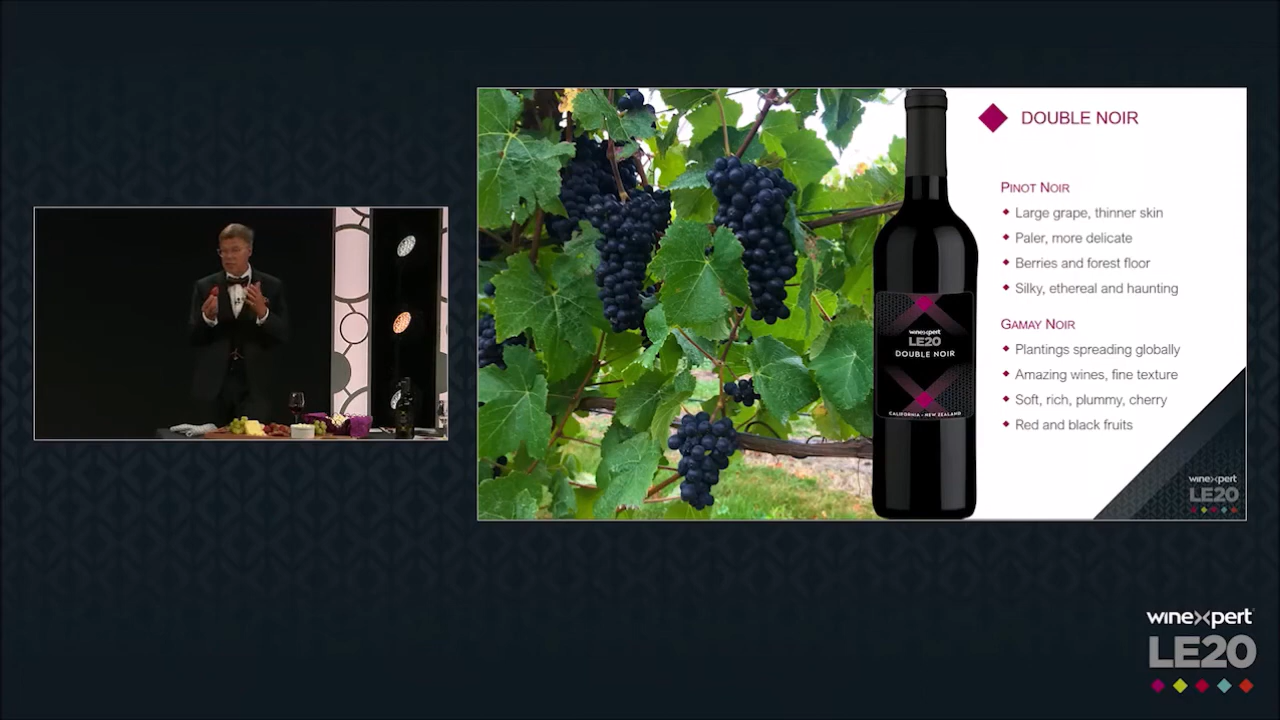 DOUBLE NOIR
PINOT NOIR
Large grape, thinner skin
Paler, more delicate
Berries and forest floor
Silky, ethereal and haunting
GAMAY NOIR
Plantings spreading globally
Amazing wines, fine texture
Soft, rich, plummy, cherry
Red and black fruits
winexpert
LE20
DOUBLE NOIR
CALIFORNIA • NEW ZEALAND
winexpert
LE20
winexpert
LE20